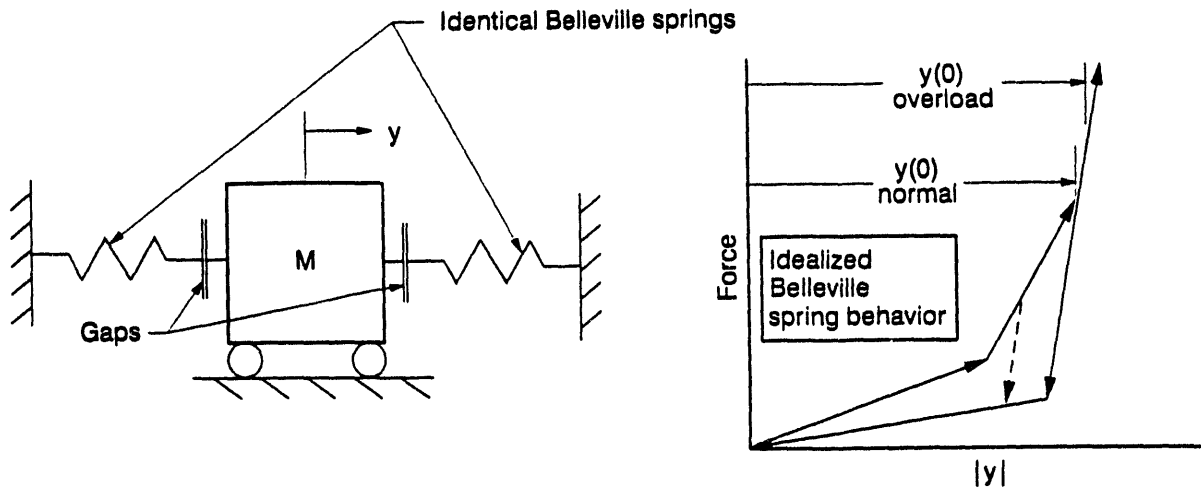 Identical Belleville springs
y
M
Gaps
y(0)
overload
y(0)
normal
Force
Idealized
Belleville
spring behavior
|y|